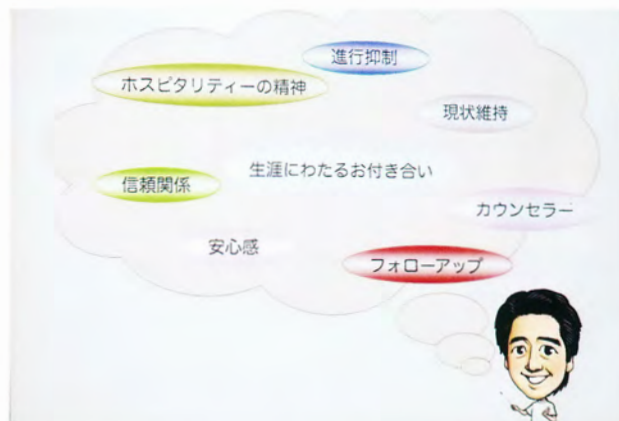 進行抑制
ホスピタリティーの精神
現状維持
生涯にわたるお付き合い
信頼関係
カウンセラー
安心感
フォローアップ